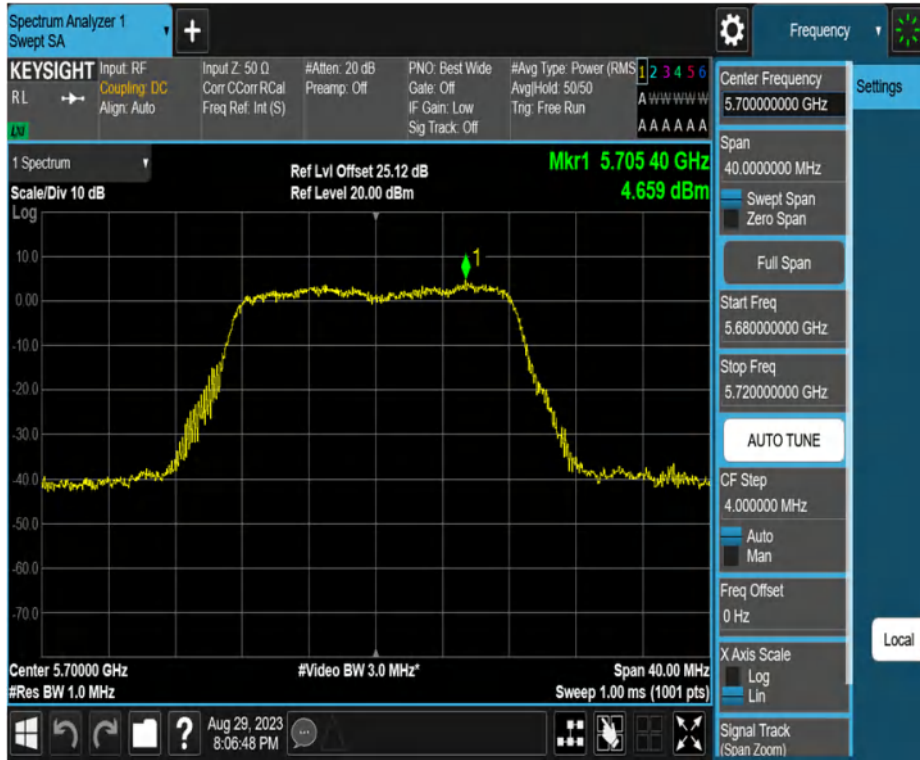 Spectrum Analyzer 1
Swept SA
Frequency
KEYSIGHT
RL
LXI
Input: RF
Coupling: DC
Align: Auto
Input Z: 50 Ω
Corr CCorr RCal
Freq Ref: Int (S)
#Atten: 20 dB
Preamp: Off
PNO: Best Wide
Gate: Off
IF Gain: Low
Sig Track: Off
#Avg Type: Power (RMS
Avg|Hold: 50/50
Trig: Free Run
1 2 3 4 5 6
A W W W W W
A A A A A A
1 Spectrum
Scale/Div 10 dB
Log
Ref Lvl Offset 25.12 dB
Ref Level 20.00 dBm
Mkr1 5.705 40 GHz
4.659 dBm
1
10.0
0.00
-10.0
-20.0
-30.0
-40.0
-50.0
-60.0
-70.0
Center 5.70000 GHz
#Res BW 1.0 MHz
#Video BW 3.0 MHz*
Span 40.00 MHz
Sweep 1.00 ms (1001 pts)
?
Aug 29, 2023
8:06:48 PM
Center Frequency
5.700000000 GHz
Settings
Span
40.0000000 MHz
Swept Span
Zero Span
Full Span
Start Freq
5.680000000 GHz
Stop Freq
5.720000000 GHz
AUTO TUNE
CF Step
4.000000 MHz
Auto
Man
Freq Offset
0 Hz
Local
X Axis Scale
Log
Lin
Signal Track
(Span Zoom)